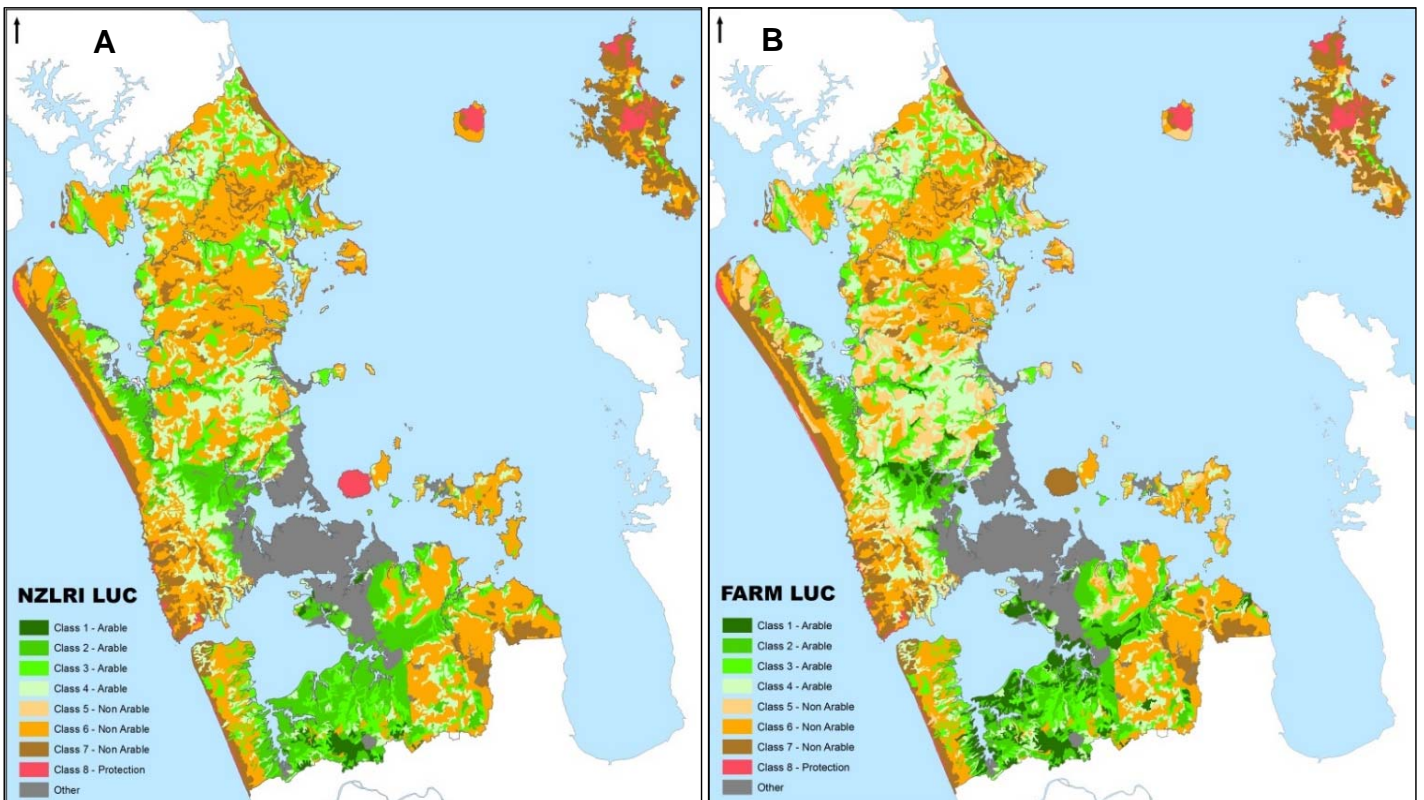 A
NZLRI LUC
Class 1 - Arable
Class 2 - Arable
Class 3 - Arable
Class 4 - Arable
Class 5 - Non Arable
Class 6 - Non Arable
Class 7 - Non Arable
Class 8 - Protection
Other
B
FARM LUC
Class 1 - Arable
Class 2 - Arable
Class 3 - Arable
Class 4 - Arable
Class 5 - Non Arable
Class 6 - Non Arable
Class 7 - Non Arable
Class 8 - Protection
Other